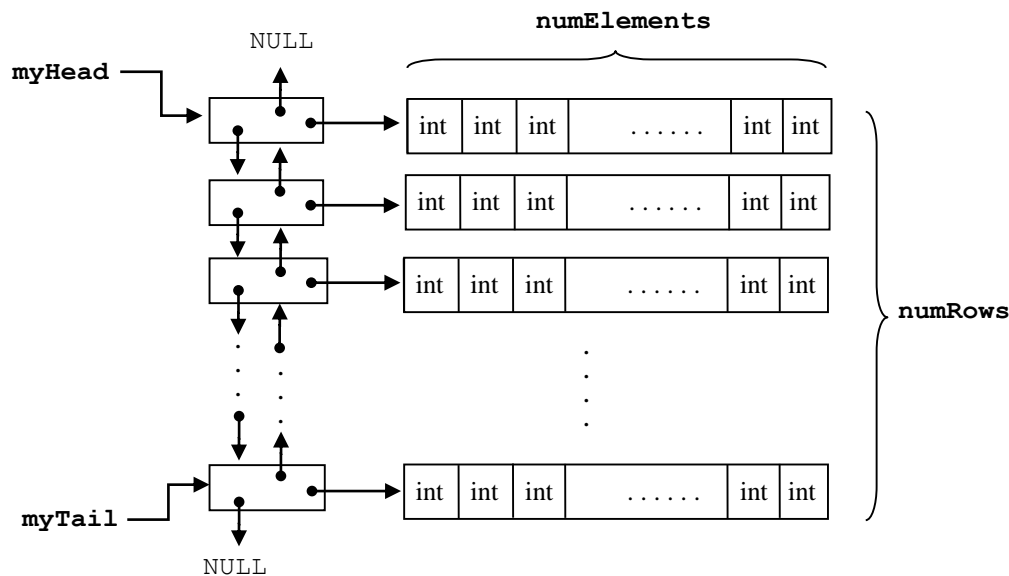 numElements
NULL
myHead
int int int . . . . . . int int
int int int . . . . . . int int
int int int . . . . . . int int
numRows
int int int . . . . . . int int
myTail
NULL